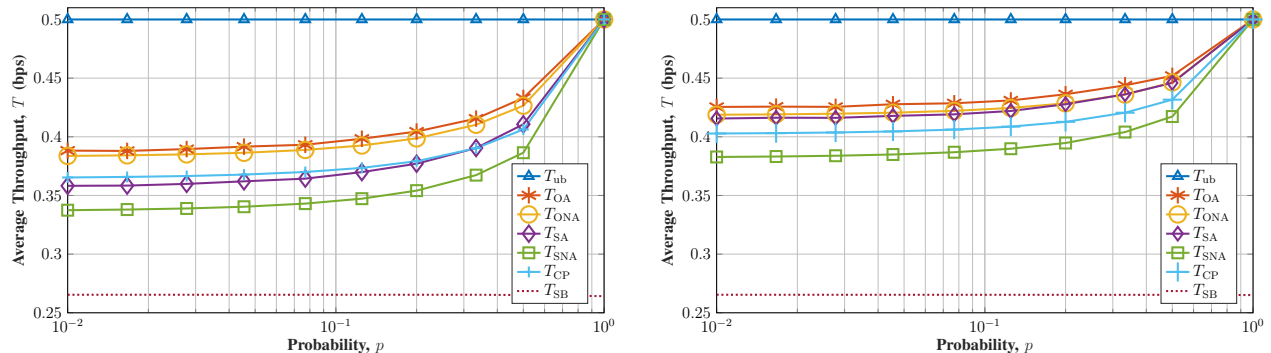 0.5
0.45
0.4
0.35
0.3
0.25
Average Throughput, T (bps)
T_ub
T_OA
T_ONA
T_SA
T_SNA
T_CP
T_SB
10^−2
10^−1
10^0
Probability, p
0.5
0.45
0.4
0.35
0.3
0.25
Average Throughput, T (bps)
T_ub
T_OA
T_ONA
T_SA
T_SNA
T_CP
T_SB
10^−2
10^−1
10^0
Probability, p